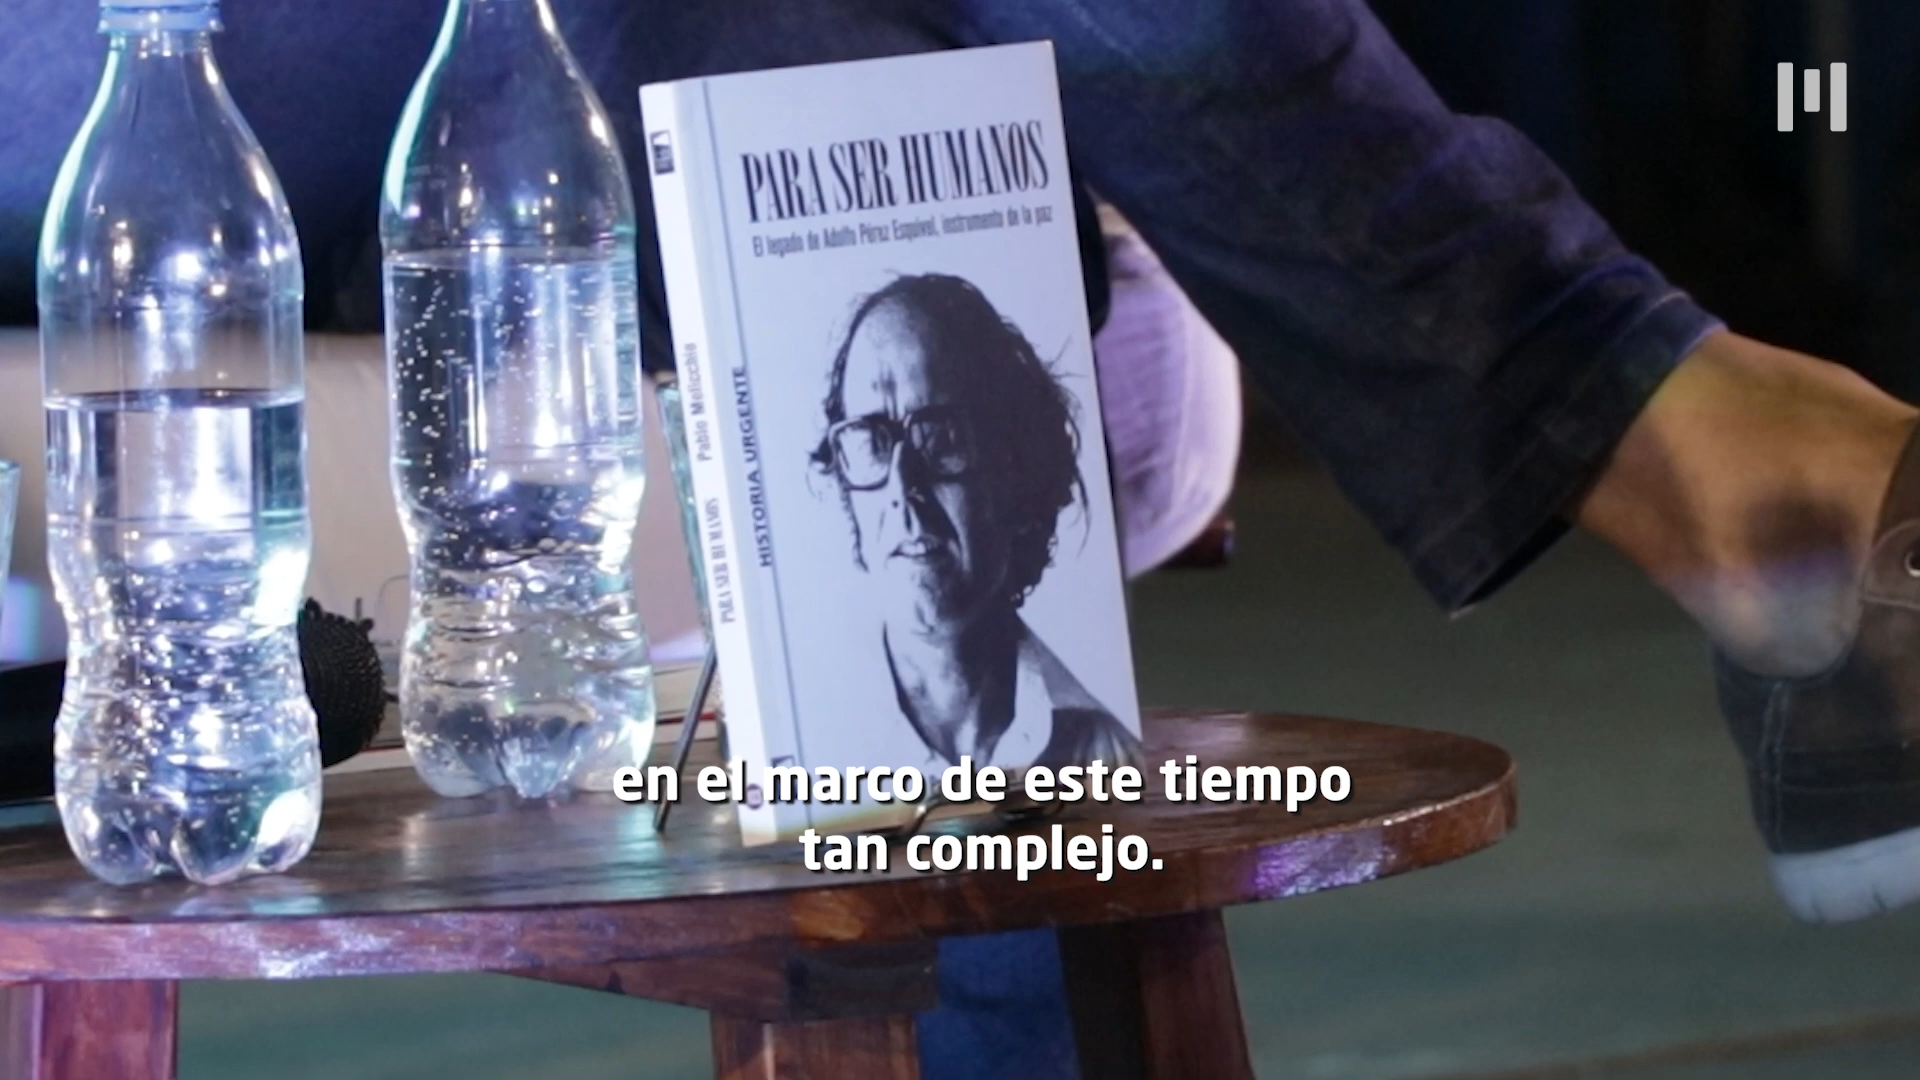 PARA SER HUMANOS
El legado de Adolfo Pérez Esquivel, instrumento de la paz
Pablo Melicchio
PARA SER HUMANOS
HISTORIA URGENTE
en el marco de este tiempo
tan complejo.